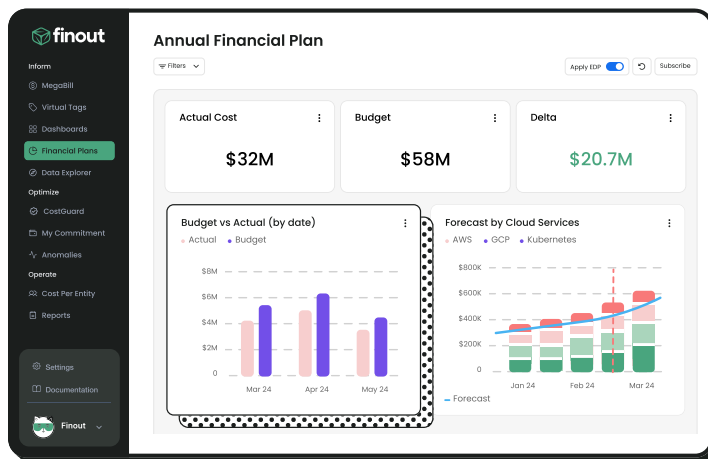 finout
Inform
MegaBill
Virtual Tags
Dashboards
Financial Plans
Data Explorer
Optimize
CostGuard
My Commitment
Anomalies
Operate
Cost Per Entity
Reports
Settings
Documentation
Finout
Annual Financial Plan
Filters
Apply EDP
Subscribe
Actual Cost
$32M
Budget
$58M
Delta
$20.7M
Budget vs Actual (by date)
Actual Budget
$8M
$6M
$4M
$2M
0
Mar 24 Apr 24 May 24
Forecast by Cloud Services
AWS GCP Kubernetes
$800K
$600K
$400K
$200K
0
Jan 24 Feb 24 Mar 24
Forecast